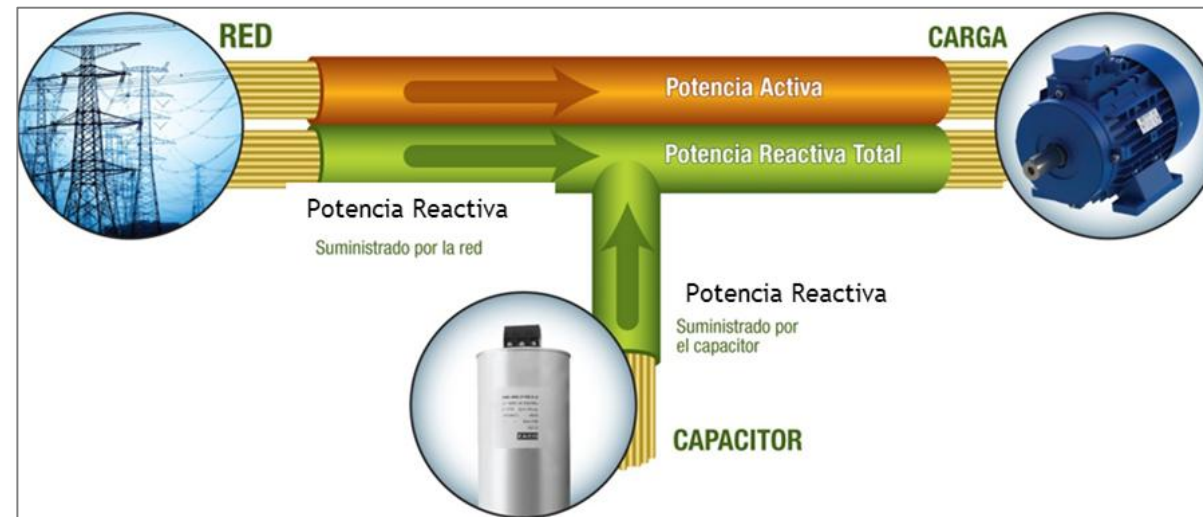 RED
CARGA
Potencia Activa
Potencia Reactiva Total
Potencia Reactiva
Suministrado por la red
Potencia Reactiva
Suministrado por
el capacitor
CAPACITOR